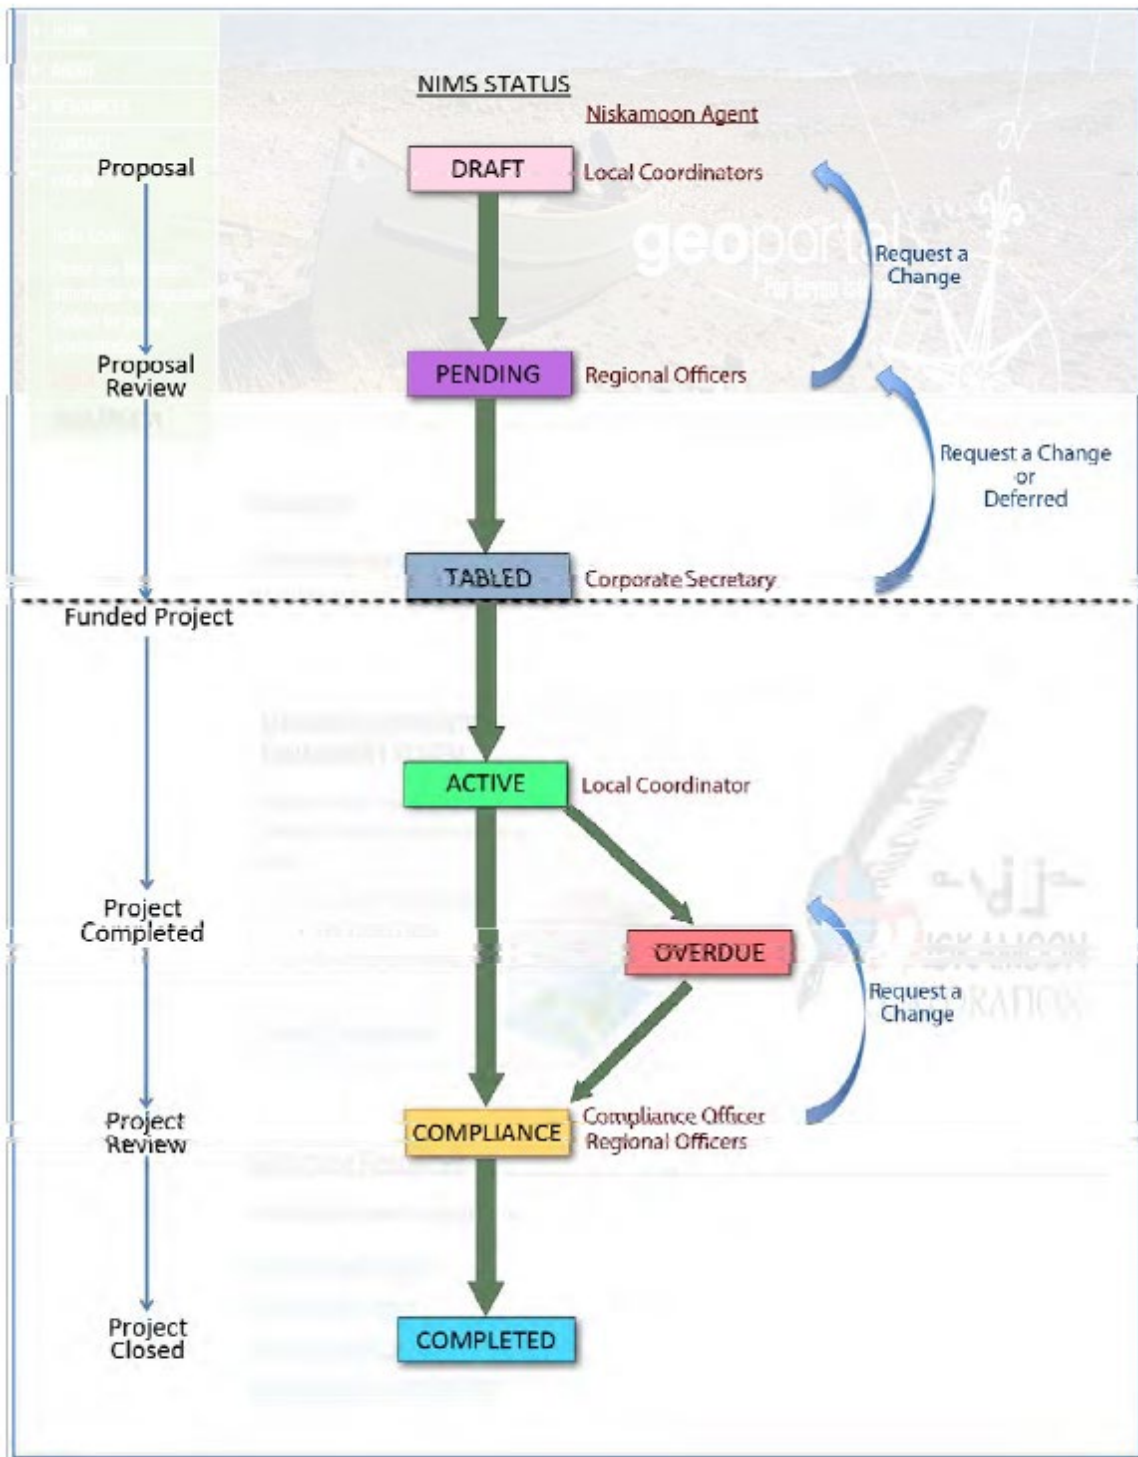 NIMS STATUS
Niskamoon Agent
Proposal
DRAFT
Local Coordinators
geoportal
Request a
Change
Proposal
Review
PENDING
Regional Officers
Request a Change
or
Deferred
TABLED
Corporate Secretary
Funded Project
ACTIVE
Local Coordinator
Project
Completed
OVERDUE
Request a
Change
Project
Review
COMPLIANCE
Compliance Officer
Regional Officers
Project
Closed
COMPLETED